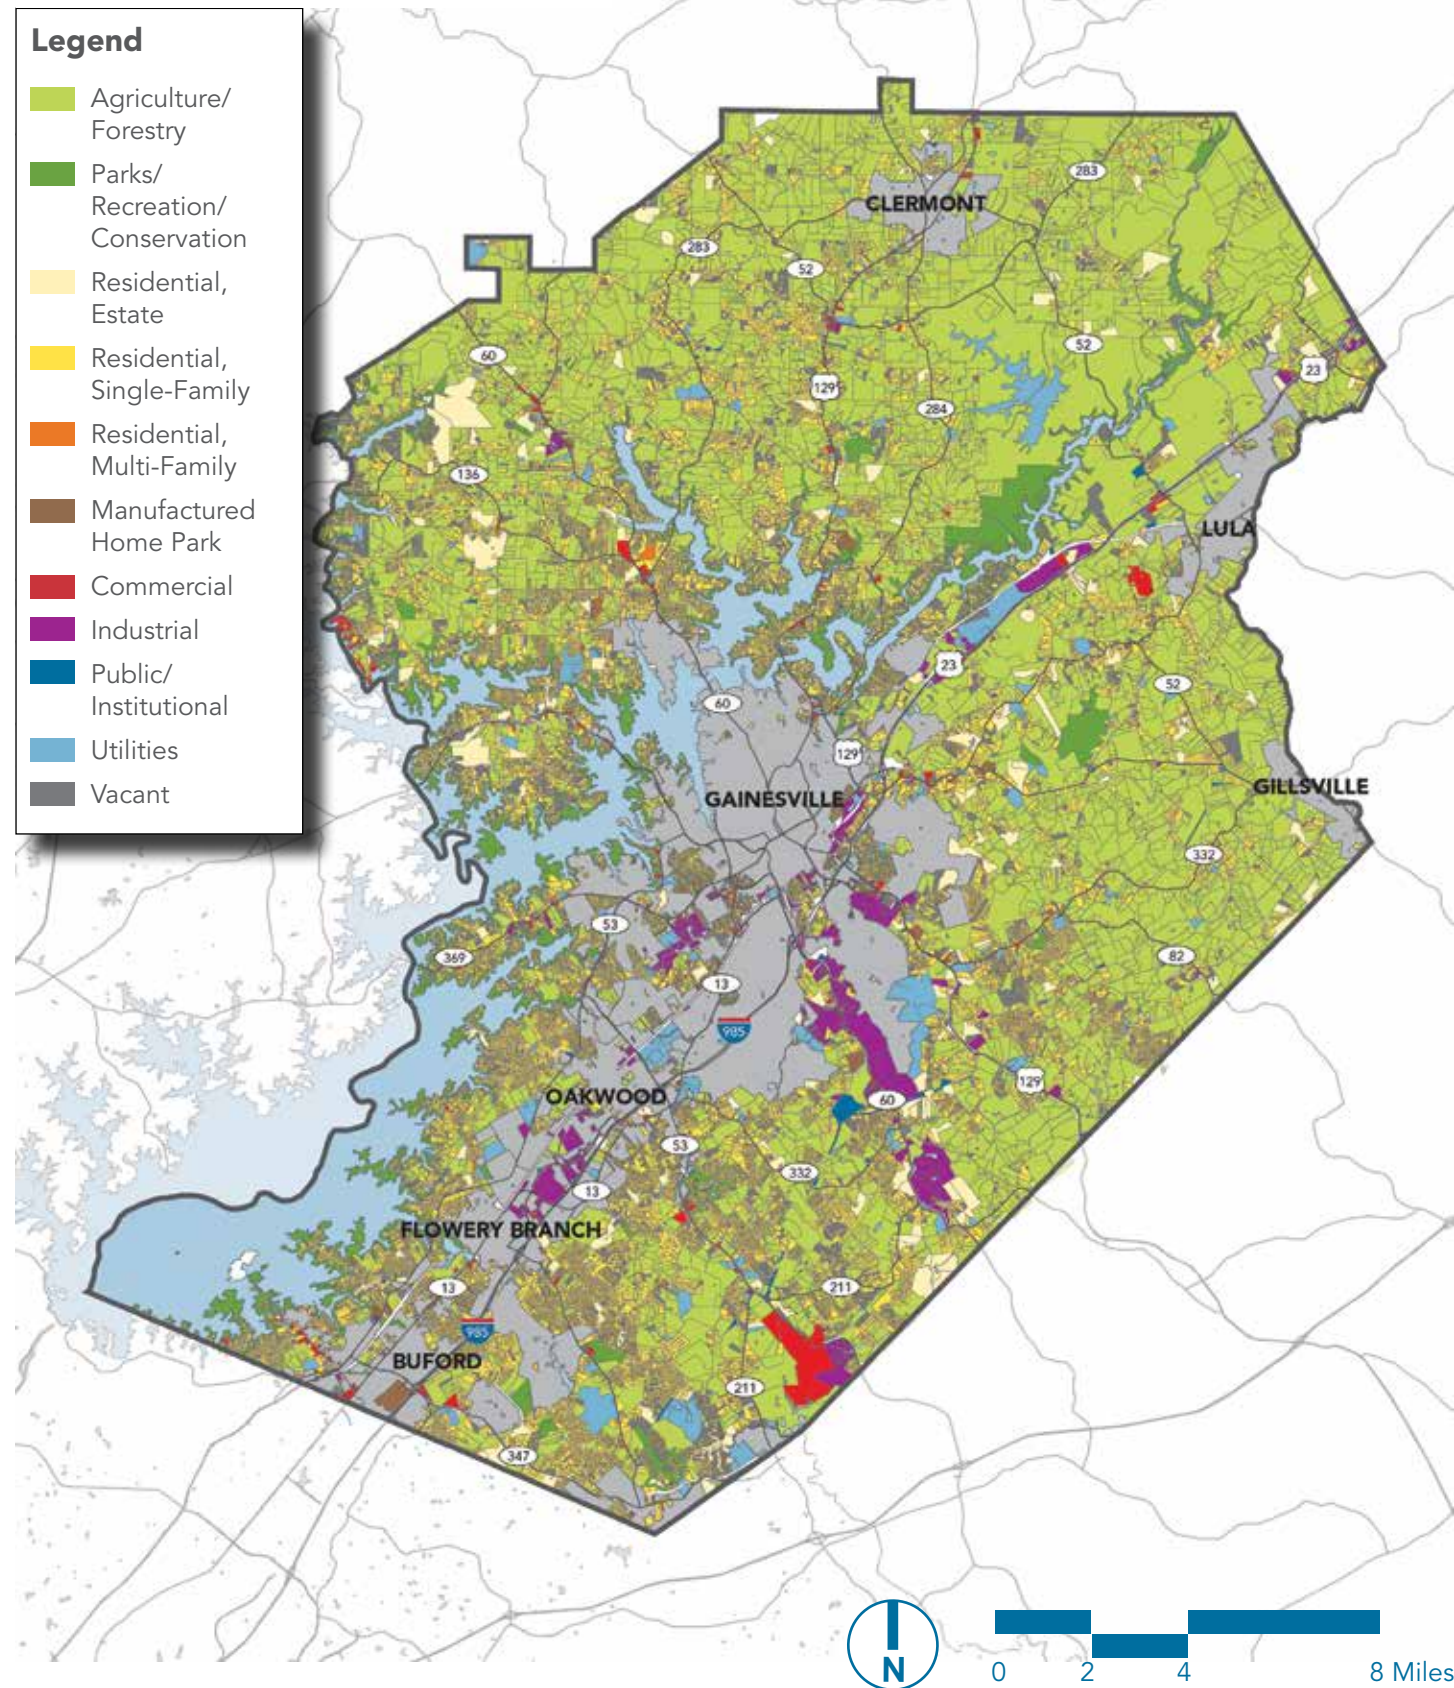 Legend
Agriculture/
Forestry
Parks/
Recreation/
Conservation
Residential,
Estate
Residential,
Single-Family
Residential,
Multi-Family
Manufactured
Home Park
Commercial
Industrial
Public/
Institutional
Utilities
Vacant
283
CLERMONT
283
52
60
52
23
129
284
136
LULA
23
52
60
129
GILLSVILLE
GAINESVILLE
332
53
369
82
13
985
129
OAKWOOD
60
53
332
13
FLOWERY BRANCH
13
211
985
BUFORD
211
347
N
0 2 4 8 Miles